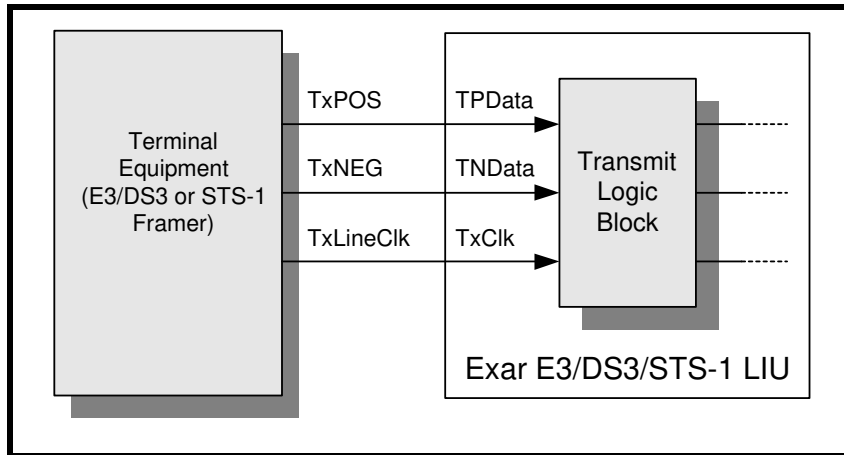 Terminal
Equipment
(E3/DS3 or STS-1
Framer)
TxPOS
TPData
TxNEG
TNData
TxLineClk
TxClk
Transmit
Logic
Block
Exar E3/DS3/STS-1 LIU